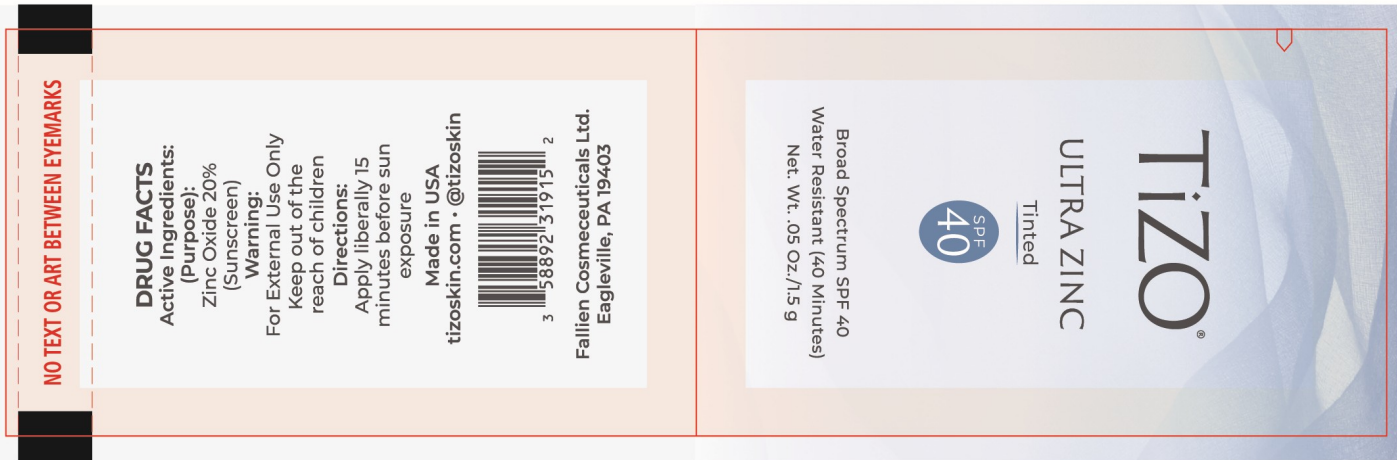 NO TEXT OR ART BETWEEN EYEMARKS
DRUG FACTS
Active Ingredients:
(Purpose):
Zinc Oxide 20%
(Sunscreen)
Warning:
For External Use Only
Keep out of the
reach of children
Directions:
Apply liberally 15
minutes before sun
exposure
Made in USA
tizoskin.com • @tizoskin
3 58892 31915 2
Fallien Cosmeceuticals Ltd.
Eagleville, PA 19403
TiZO®
ULTRA ZINC
Tinted
SPF
40
Broad Spectrum SPF 40
Water Resistant (40 Minutes)
Net. Wt. .05 Oz./1.5 g